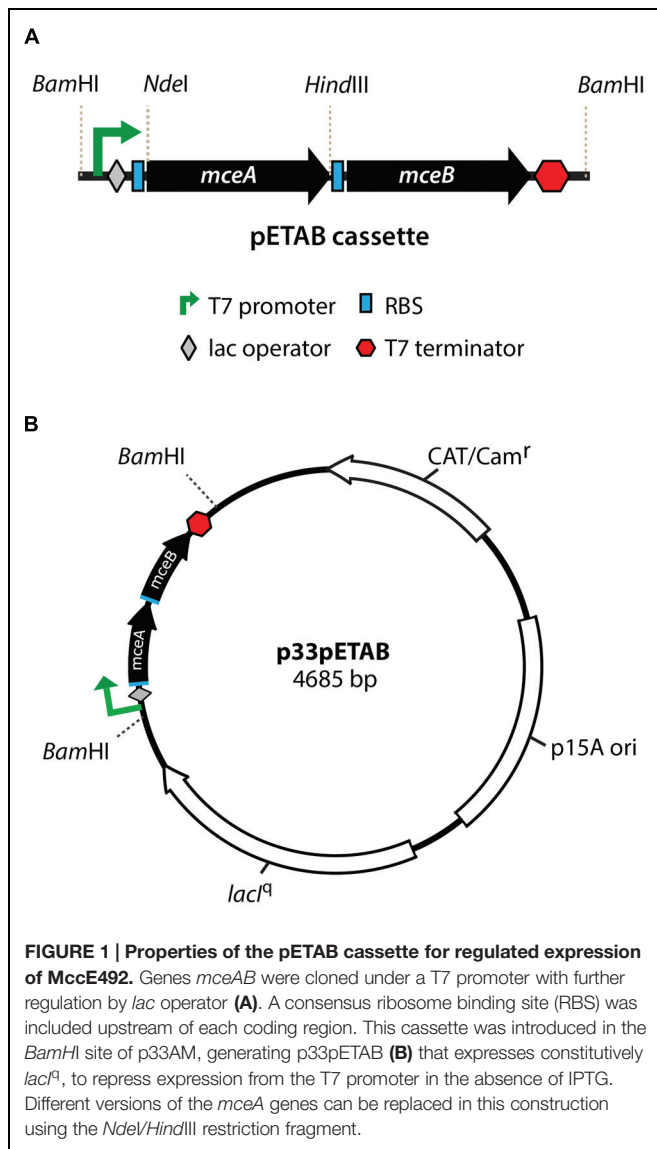 A
BamHI NdeI HindIII BamHI
mceA mceB
pETAB cassette
T7 promoter RBS
lac operator T7 terminator
B
BamHI CAT/Camʳ
mceB
mceA
p33pETAB
4685 bp
BamHI p15A ori
lacIq
FIGURE 1 | Properties of the pETAB cassette for regulated expression
of MccE492. Genes mceAB were cloned under a T7 promoter with further
regulation by lac operator (A). A consensus ribosome binding site (RBS) was
included upstream of each coding region. This cassette was introduced in the
BamHI site of p33AM, generating p33pETAB (B) that expresses constitutively
lacIq, to repress expression from the T7 promoter in the absence of IPTG.
Different versions of the mceA genes can be replaced in this construction
using the NdeI/HindIII restriction fragment.